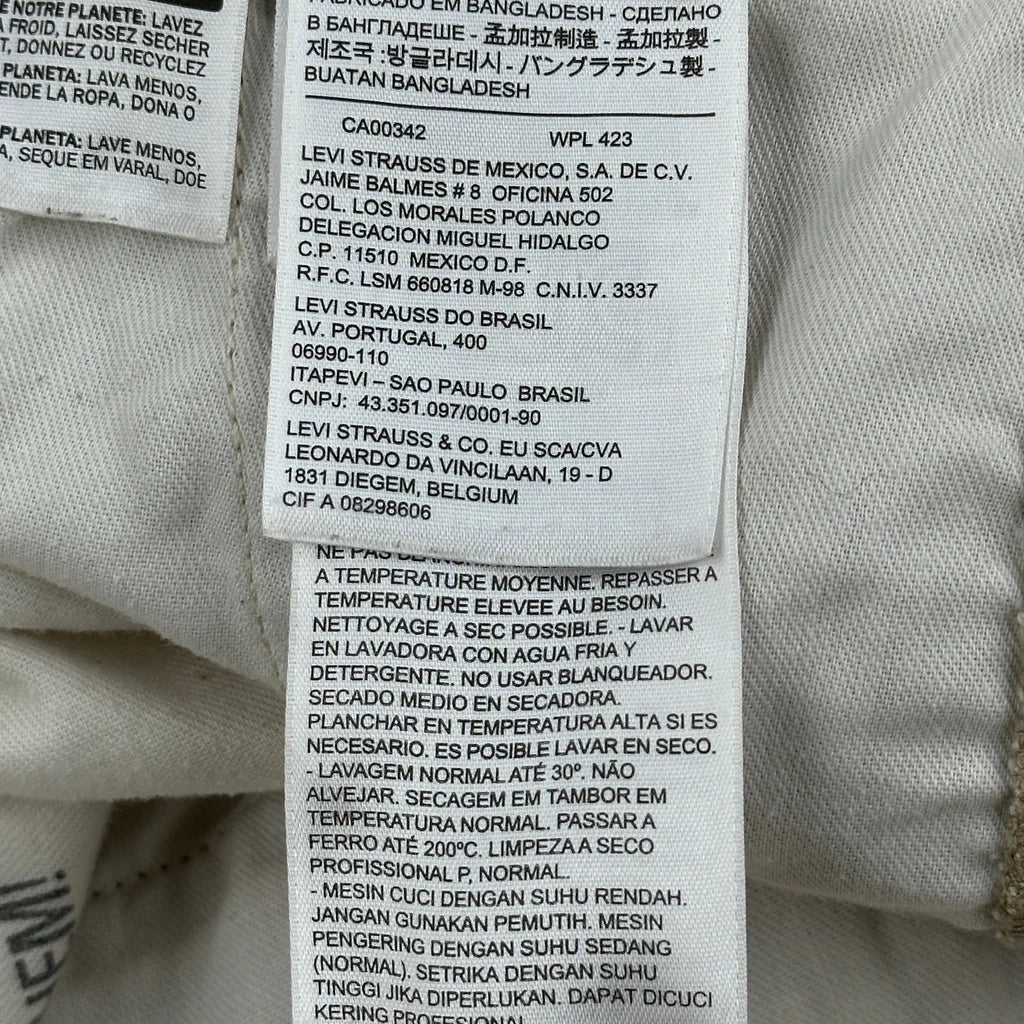 NOTRE PLANETE: LAVEZ
FROID, LAISSEZ SECHER
DONNEZ OU RECYCLEZ
PLANETA: LAVA MENOS,
LA ROPA, DONA O
PLANETA: LAVE MENOS,
SEQUE EM VARAL, DOE
FABRICADO EM BANGLADESH - СДЕЛАНО
В БАНГЛАДЕШЕ - 孟加拉制造 - 孟加拉製 -
제조국 :방글라데시 - バングラデシュ製 -
BUATAN BANGLADESH
CA00342 WPL 423
LEVI STRAUSS DE MEXICO, S.A. DE C.V.
JAIME BALMES # 8 OFICINA 502
COL. LOS MORALES POLANCO
DELEGACION MIGUEL HIDALGO
C.P. 11510 MEXICO D.F.
R.F.C. LSM 660818 M-98 C.N.I.V. 3337
LEVI STRAUSS DO BRASIL
AV. PORTUGAL, 400
06990-110
ITAPEVI – SAO PAULO BRASIL
CNPJ: 43.351.097/0001-90
LEVI STRAUSS & CO. EU SCA/CVA
LEONARDO DA VINCILAAN, 19 - D
1831 DIEGEM, BELGIUM
CIF A 08298606
NE PAS
A TEMPERATURE MOYENNE. REPASSER A
TEMPERATURE ELEVEE AU BESOIN.
NETTOYAGE A SEC POSSIBLE. - LAVAR
EN LAVADORA CON AGUA FRIA Y
DETERGENTE. NO USAR BLANQUEADOR.
SECADO MEDIO EN SECADORA.
PLANCHAR EN TEMPERATURA ALTA SI ES
NECESARIO. ES POSIBLE LAVAR EN SECO.
- LAVAGEM NORMAL ATÉ 30º. NÃO
ALVEJAR. SECAGEM EM TAMBOR EM
TEMPERATURA NORMAL. PASSAR A
FERRO ATÉ 200ºC. LIMPEZA A SECO
PROFISSIONAL P, NORMAL.
- MESIN CUCI DENGAN SUHU RENDAH.
JANGAN GUNAKAN PEMUTIH. MESIN
PENGERING DENGAN SUHU SEDANG
(NORMAL). SETRIKA DENGAN SUHU
TINGGI JIKA DIPERLUKAN. DAPAT DICUCI
KERING PROFESSIONAL